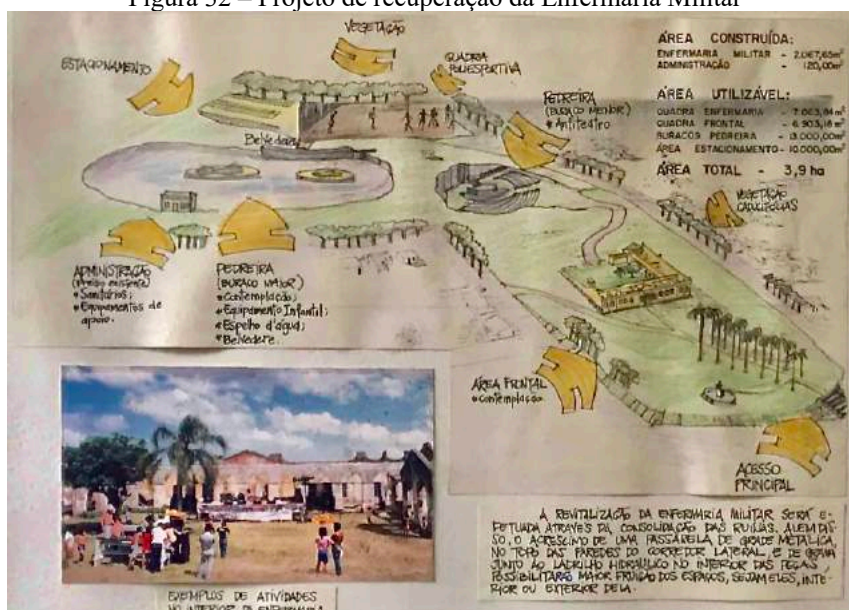 Figura 32 – Projeto de recuperação da Enfermaria Militar
VEGETAÇÃO
ESTACIONAMENTO
QUADRA
POLIESPORTIVA
Belvedere
PEDREIRA
(BURACO MENOR)
• Anfiteatro
ÁREA CONSTRUÍDA:
ENFERMARIA MILITAR - 2.067,65m²
ADMINISTRAÇÃO - 120,00m²
ÁREA UTILIZÁVEL:
QUADRA ENFERMARIA - 7.063,84m²
QUADRA FRONTAL - 6.903,18m²
BURACOS PEDREIRA - 13.000,00m²
ÁREA ESTACIONAMENTO - 10.000,00m²
ÁREA TOTAL - 3,9 ha
VEGETAÇÃO
CADUCIFÓLIAS
ADMINISTRAÇÃO
(Prédio existente)
• Sanitários;
• Equipamentos de
apoio.
PEDREIRA
(BURACO MAIOR)
• Contemplação;
• Equipamento Infantil;
• Espelho d'água;
• Belvedere.
ÁREA FRONTAL
• Contemplação.
ACESSO
PRINCIPAL
A REVITALIZAÇÃO DA ENFERMARIA MILITAR SERÁ E-
FETUADA ATRAVÉS DA CONSOLIDAÇÃO DAS RUÍNAS. ALÉM DIS-
SO, O ACRÉSCIMO DE UMA PASSARELA DE GRADE METÁLICA,
NO TOPO DAS PAREDES DO CORREDOR LATERAL, E DE
JUNTO AO LADRILHO HIDRÁULICO NO INTERIOR DAS PEÇAS,
POSSIBILITARÁ MAIOR FRUIÇÃO DOS ESPAÇOS, SEJAM ELES, INTE-
RIOR OU EXTERIOR DELA.
EXEMPLOS DE ATIVIDADES
NO INTERIOR DA ENFERMARIA